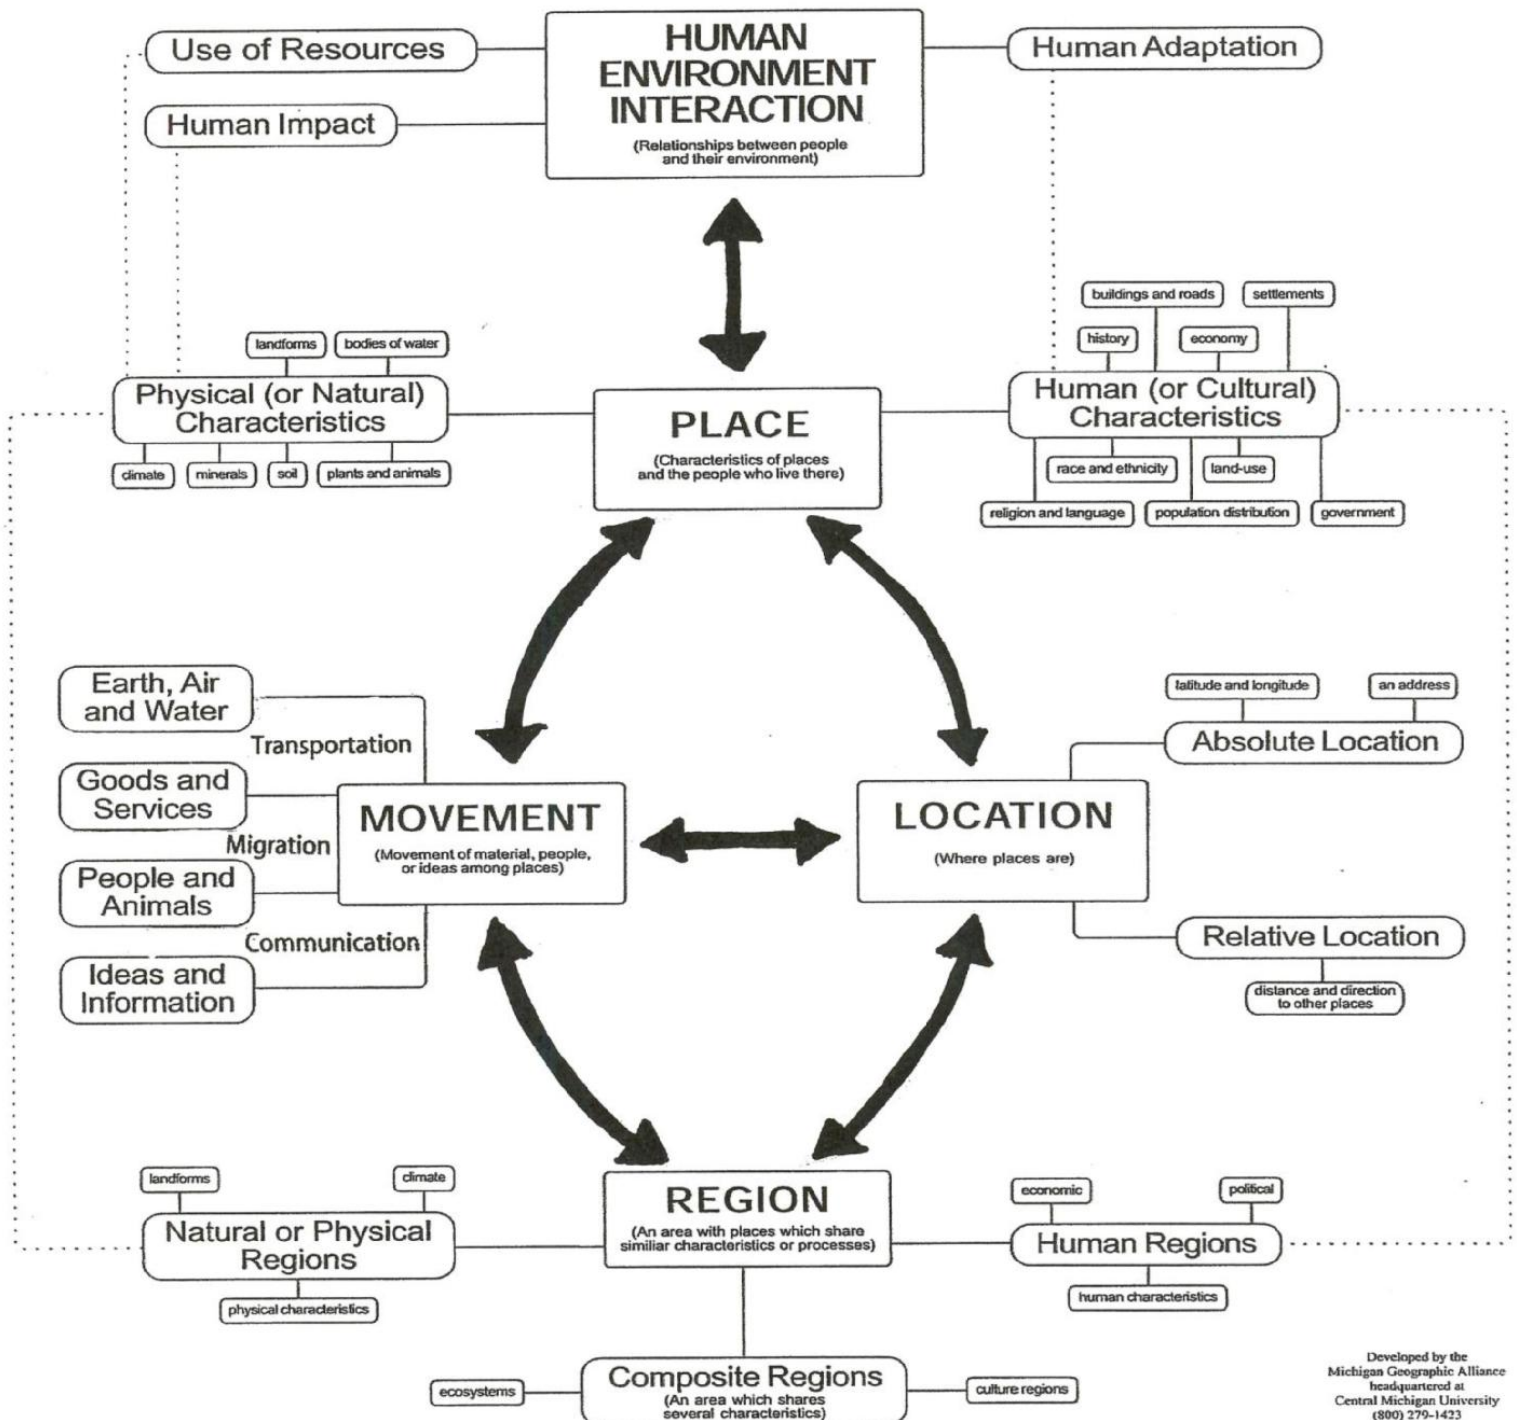 Use of Resources
HUMAN
ENVIRONMENT
INTERACTION
(Relationships between people
and their environment)
Human Adaptation
Human Impact
buildings and roads
settlements
history
economy
landforms
bodies of water
Physical (or Natural)
Characteristics
climate
minerals
soil
plants and animals
PLACE
(Characteristics of places
and the people who live there)
Human (or Cultural)
Characteristics
race and ethnicity
land-use
religion and language
population distribution
government
Earth, Air
and Water
Transportation
Goods and
Services
Migration
People and
Animals
Communication
Ideas and
Information
MOVEMENT
(Movement of material, people,
or ideas among places)
LOCATION
(Where places are)
latitude and longitude
an address
Absolute Location
Relative Location
distance and direction
to other places
landforms
climate
Natural or Physical
Regions
physical characteristics
REGION
(An area with places which share
similiar characteristics or processes)
economic
political
Human Regions
human characteristics
ecosystems
Composite Regions
(An area which shares
several characteristics)
culture regions
Developed by the
Michigan Geographic Alliance
headquartered at
Central Michigan University
(800) 279-1423